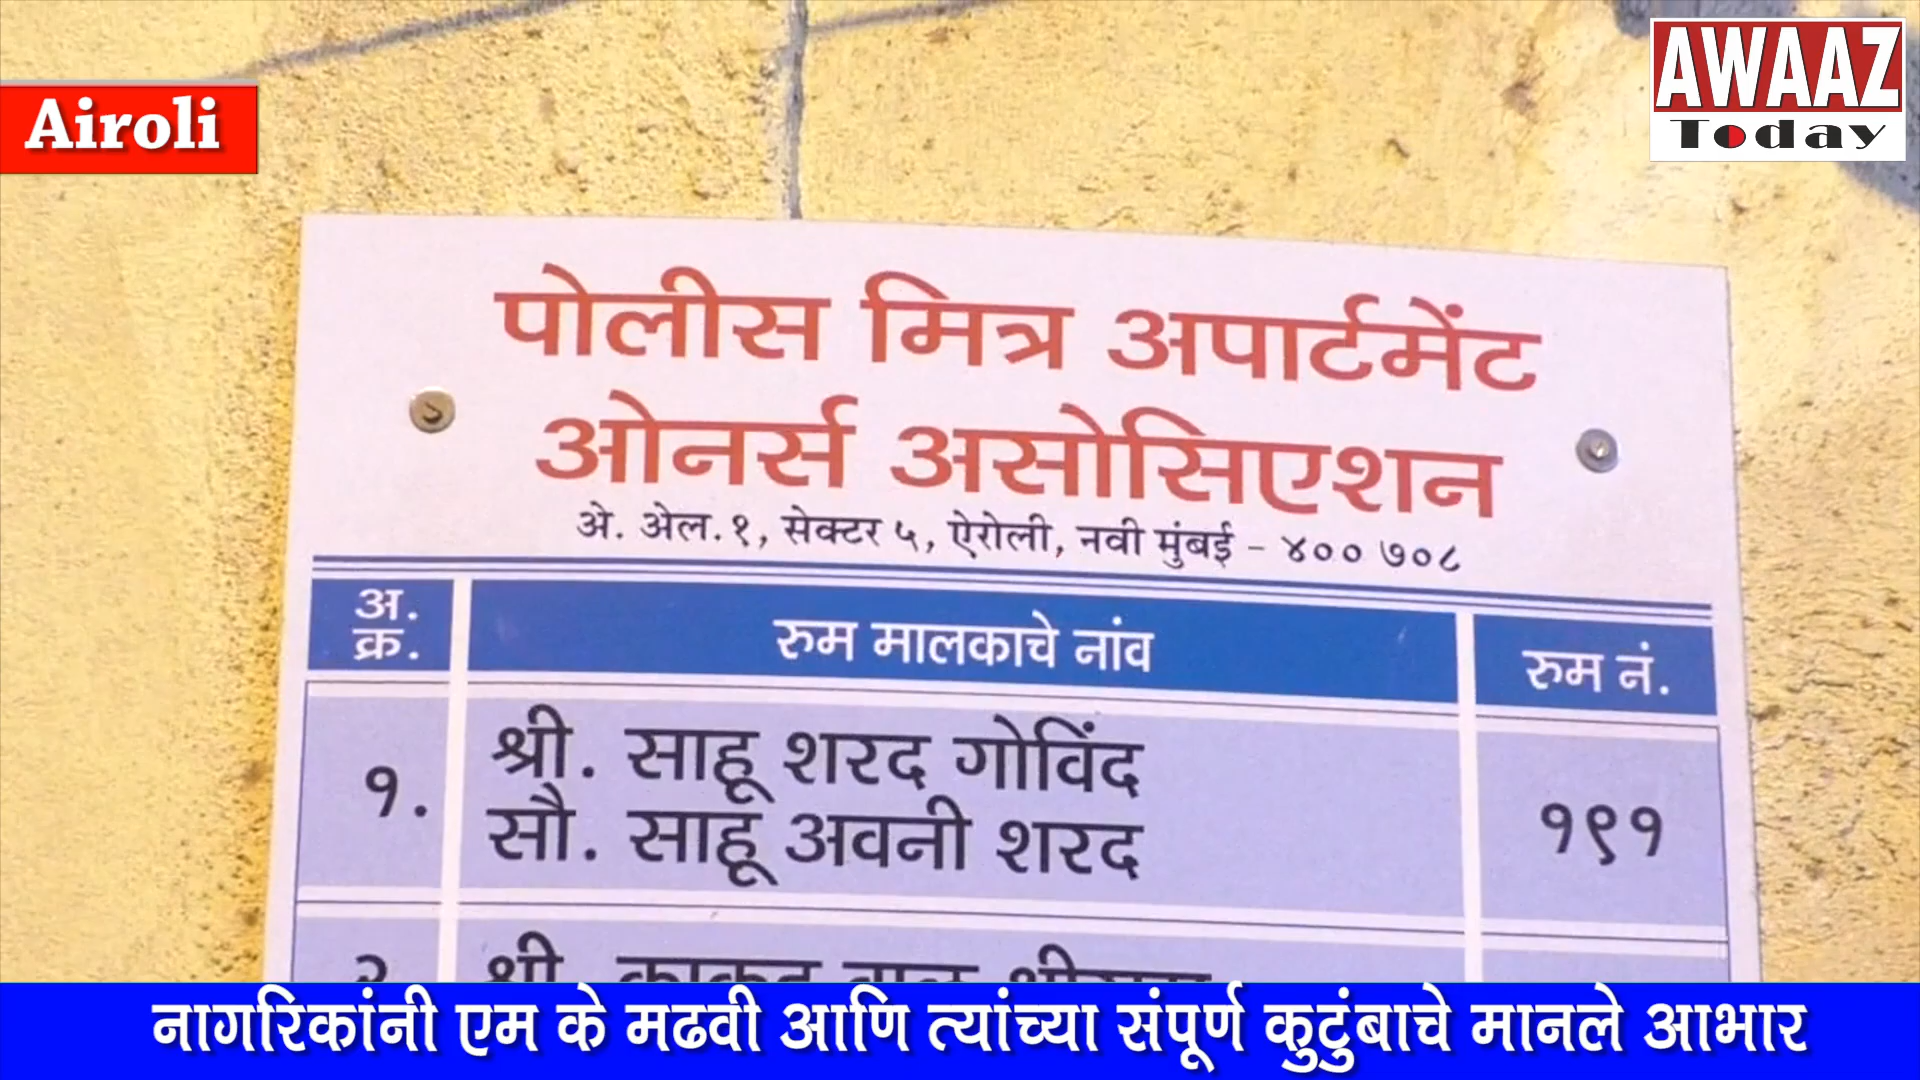 AWAAZ
Today
Airoli
पोलीस मित्र अपार्टमेंट
ओनर्स असोसिएशन
अे. अेल. १, सेक्टर ५, ऐरोली, नवी मुंबई - ४०० ७०८
अ.
क्र.
रुम मालकाचे नांव
रुम नं.
१.
श्री. साहू शरद गोविंद
सौ. साहू अवनी शरद
१९१
२. श्री.
नागरिकांनी एम के मढवी आणि त्यांच्या संपूर्ण कुटुंबाचे मानले आभार